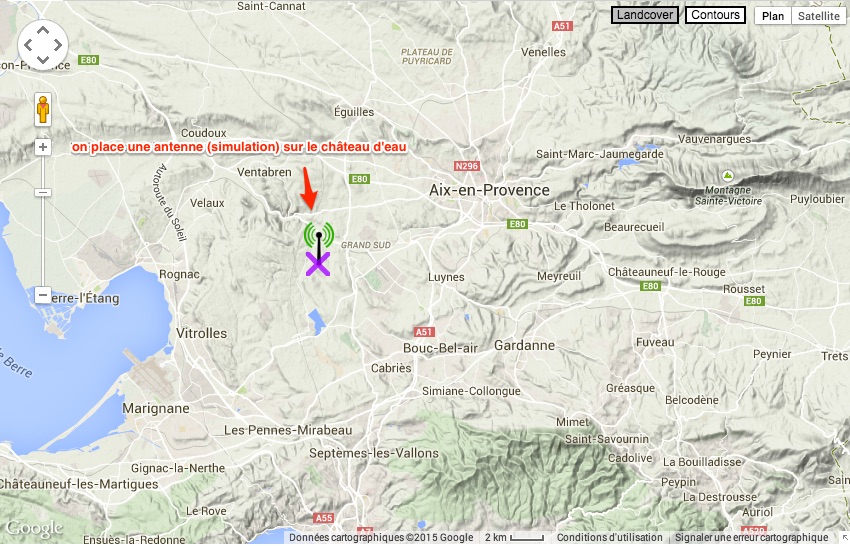 Saint-Cannat
Landcover
Contours
Plan
Satellite
A51
PLATEAU DE
PUYRICARD
Venelles
E80
con-Provence
Éguilles
Coudoux
Vauvenargues
on place une antenne (simulation) sur le château d'eau
Saint-Marc-Jaumegarde
N296
Ventabren
E80
Aix-en-Provence
Montagne
Sainte-Victoire
Puyloubier
Autoroute du Soleil
Velaux
Le Tholonet
E80
Beaurecueil
GRAND SUD
Rognac
Luynes
Meyreuil
Châteauneuf-le-Rouge
E80
Rousset
E80
Berre-l'Étang
Vitrolles
A51
Bouc-Bel-air
Gardanne
Fuveau
Peynier
Trets
de Berre
Cabriès
Simiane-Collongue
Gréasque
Belcodène
Marignane
Les Pennes-Mirabeau
Mimet
Saint-Savournin
Septèmes-les-Vallons
Cadolive
La Bouilladisse
Gignac-la-Nerthe
Châteauneuf-les-Martigues
Peypin
La Destrousse
Le Rove
Auriol
A55
A7
A520
Google
Ensuès-la-Redonne
Données cartographiques ©2015 Google
2 km
Conditions d'utilisation
Signaler une erreur cartographique